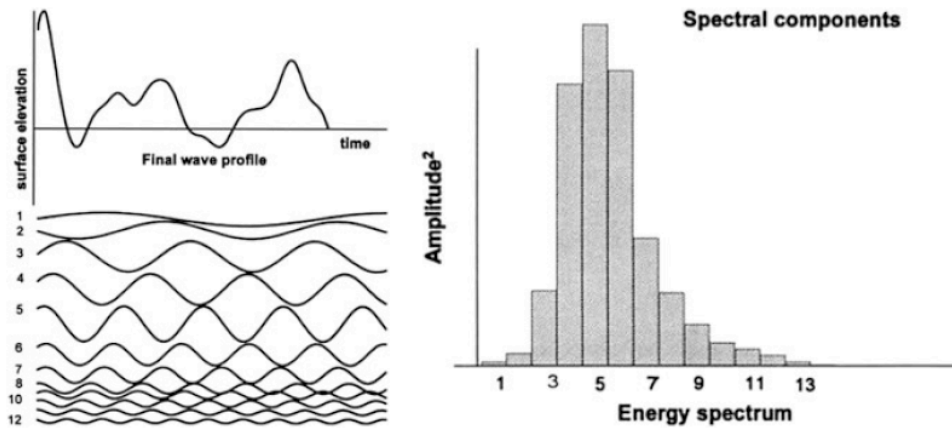 surface elevation
time
Final wave profile
1
2
3
4
5
6
7
8
10
12
Spectral components
Amplitude²
1 3 5 7 9 11 13
Energy spectrum